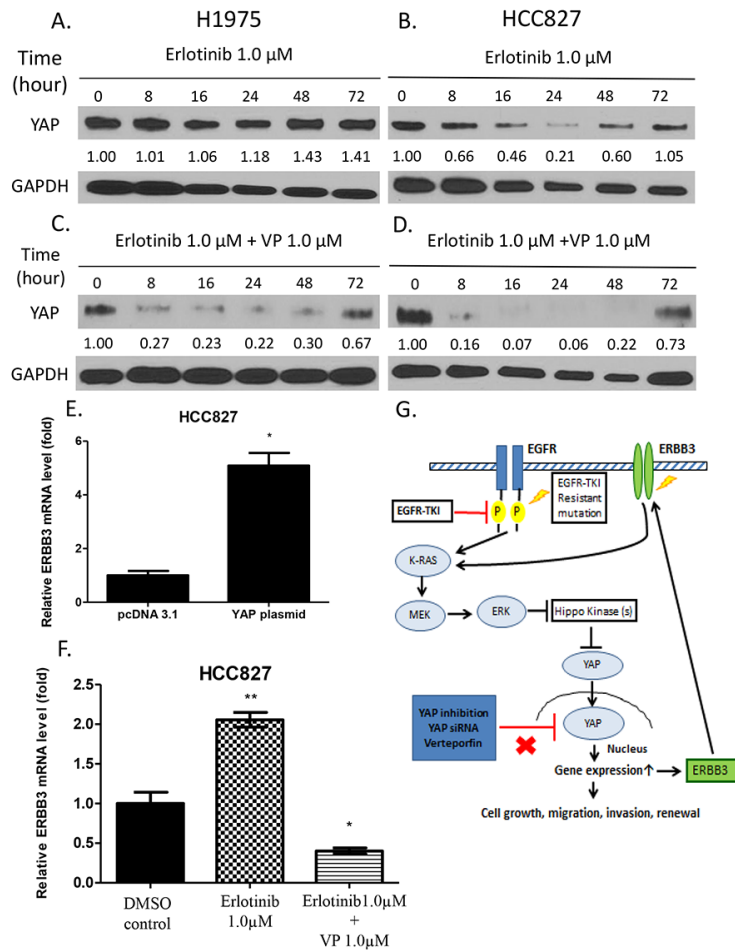 A.
H1975
Erlotinib 1.0 µM
Time
(hour)
0 8 16 24 48 72
YAP
1.00 1.01 1.06 1.18 1.43 1.41
GAPDH
B.
HCC827
Erlotinib 1.0 µM
0 8 16 24 48 72
1.00 0.66 0.46 0.21 0.60 1.05
C.
Erlotinib 1.0 µM + VP 1.0 µM
Time
(hour)
0 8 16 24 48 72
YAP
1.00 0.27 0.23 0.22 0.30 0.67
GAPDH
D.
Erlotinib 1.0 µM +VP 1.0 µM
0 8 16 24 48 72
1.00 0.16 0.07 0.06 0.22 0.73
E.
HCC827
Relative ERBB3 mRNA level (fold)
6
4
2
0
*
pcDNA 3.1
YAP plasmid
F.
HCC827
Relative ERBB3 mRNA level (fold)
2.5
2.0
1.5
1.0
0.5
0.0
**
*
DMSO
control
Erlotinib
1.0µM
Erlotinib1.0µM
+
VP 1.0µM
G.
EGFR
ERBB3
EGFR-TKI
Resistant
mutation
EGFR-TKI
P
P
K-RAS
MEK
ERK
Hippo Kinase (s)
YAP
YAP inhibition
YAP siRNA
Verteporfin
YAP
Nucleus
Gene expression↑
ERBB3
Cell growth, migration, invasion, renewal